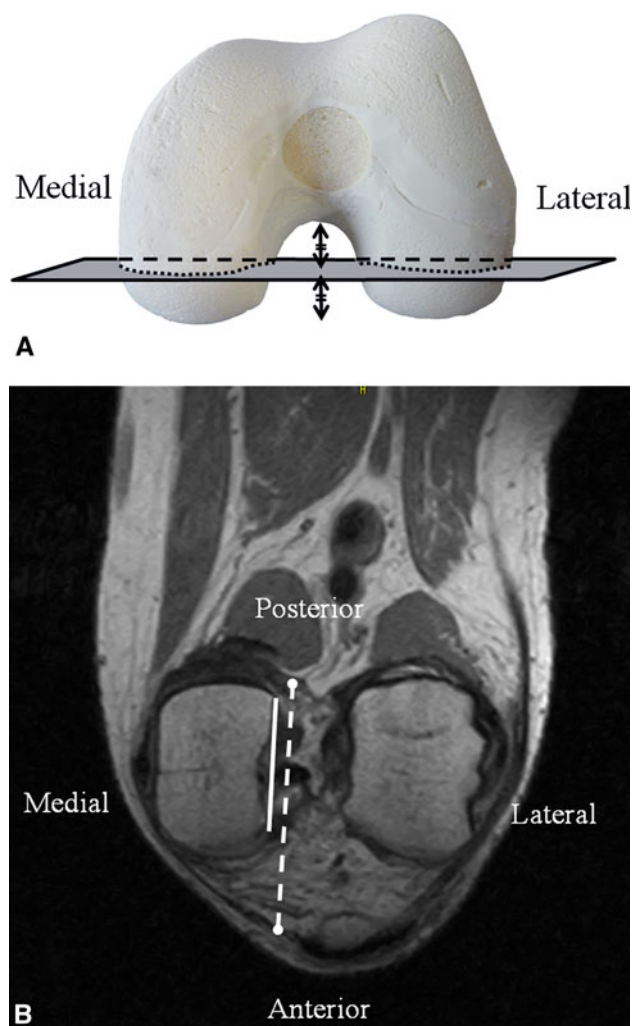 Medial
Lateral
A
H
Posterior
Medial
Lateral
B
Anterior